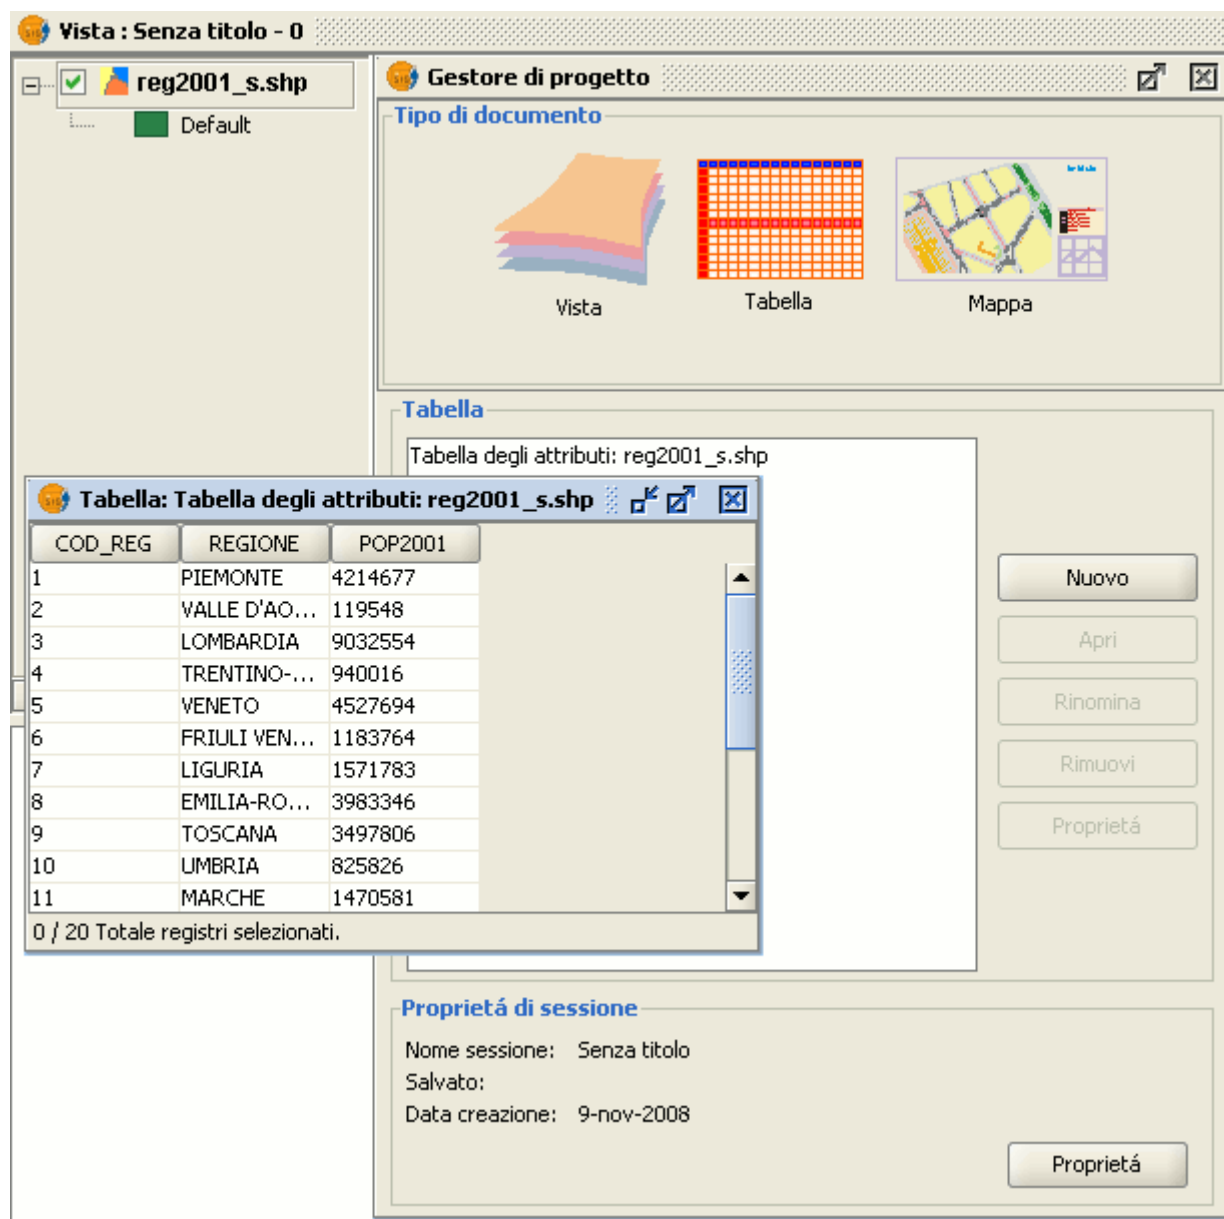 Vista : Senza titolo - 0
reg2001_s.shp
Default
Gestore di progetto
Tipo di documento
Vista
Tabella
Mappa
Tabella
Tabella degli attributi: reg2001_s.shp
Tabella: Tabella degli attributi: reg2001_s.shp
COD_REG REGIONE POP2001
1 PIEMONTE 4214677
2 VALLE D'AO... 119548
3 LOMBARDIA 9032554
4 TRENTINO-... 940016
5 VENETO 4527694
6 FRIULI VEN... 1183764
7 LIGURIA 1571783
8 EMILIA-RO... 3983346
9 TOSCANA 3497806
10 UMBRIA 825826
11 MARCHE 1470581
0 / 20 Totale registri selezionati.
Nuovo
Apri
Rinomina
Rimuovi
Proprietá
Proprietá di sessione
Nome sessione: Senza titolo
Salvato:
Data creazione: 9-nov-2008
Proprietá